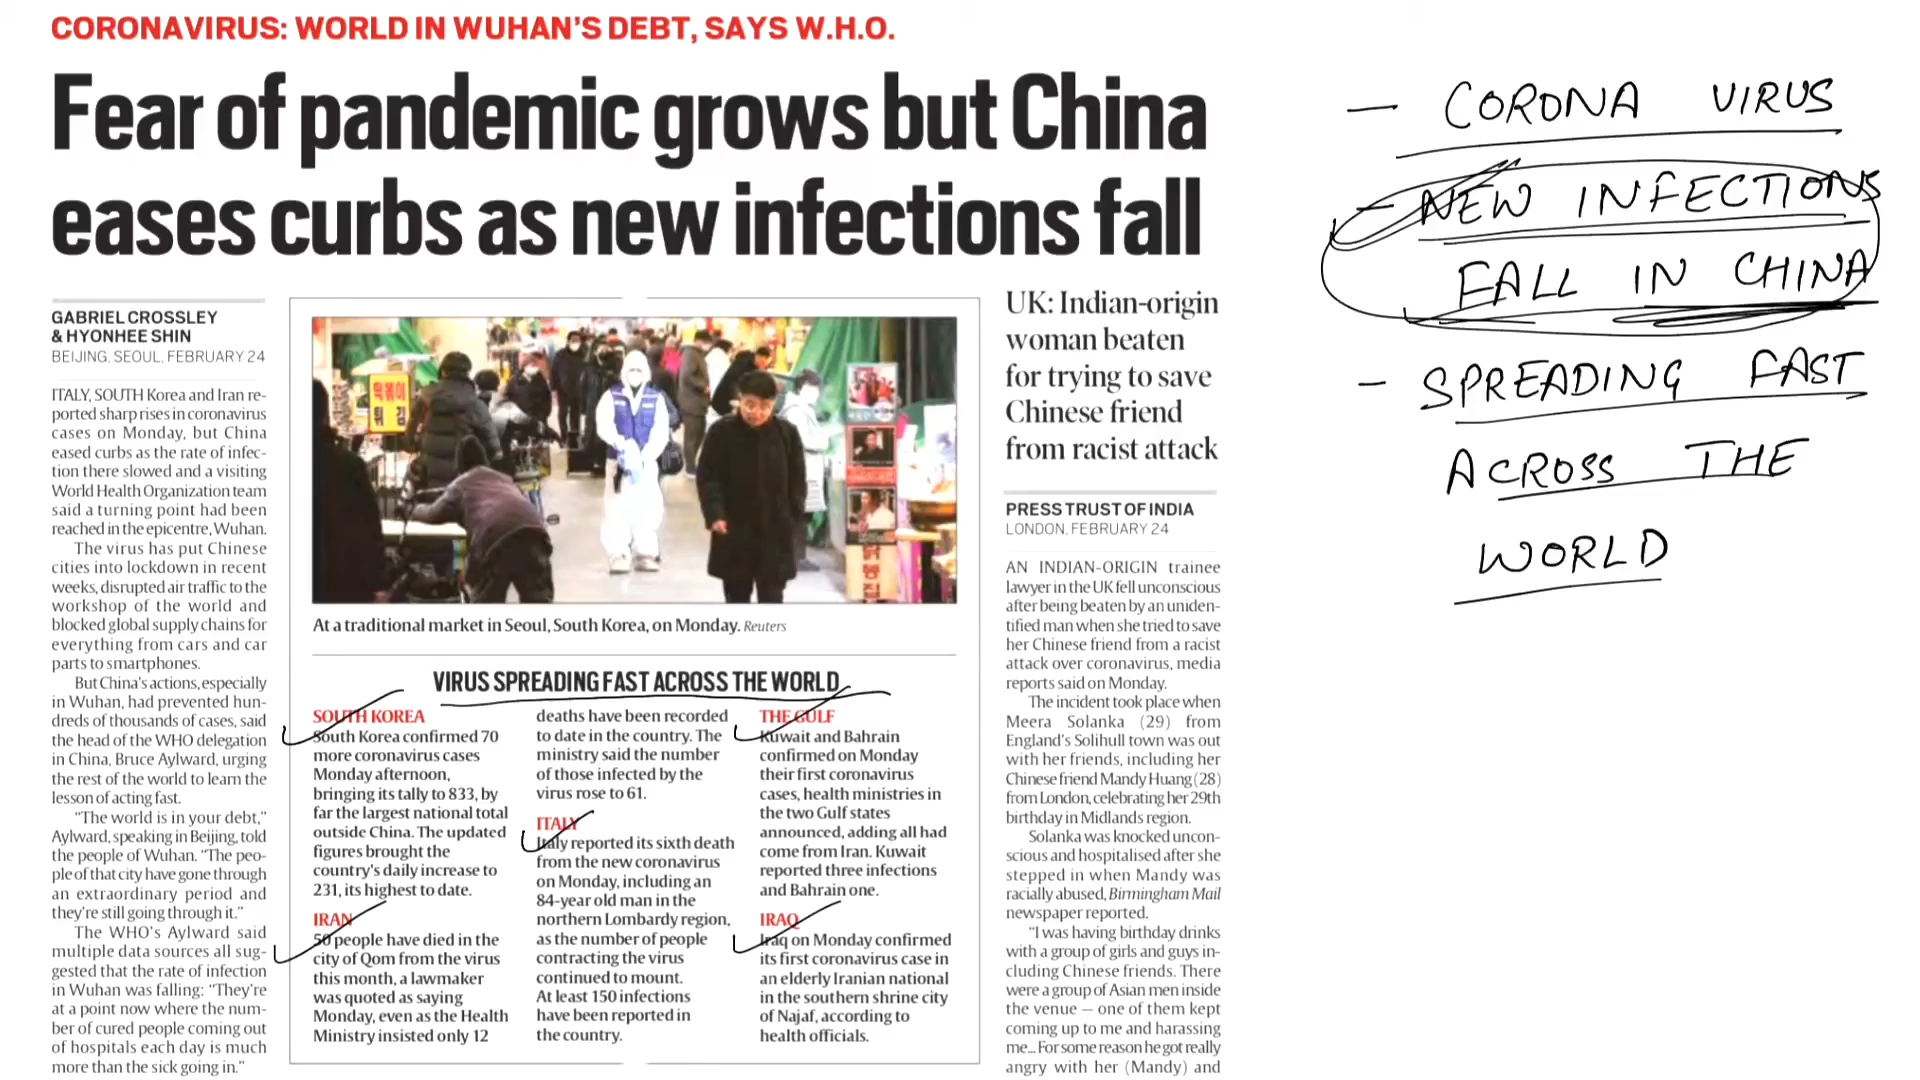 CORONAVIRUS: WORLD IN WUHAN'S DEBT, SAYS W.H.O.
Fear of pandemic grows but China
eases curbs as new infections fall
GABRIEL CROSSLEY
& HYONHEE SHIN
BEIJING, SEOUL, FEBRUARY 24
ITALY, SOUTH Korea and Iran re-
ported sharp rises in coronavirus
cases on Monday, but China
eased curbs as the rate of infec-
tion there slowed and a visiting
World Health Organization team
said a turning point had been
reached in the epicentre, Wuhan.
The virus has put Chinese
cities into lockdown in recent
weeks, disrupted air traffic to the
workshop of the world and
blocked global supply chains for
everything from cars and car
parts to smartphones.
But China's actions, especially
in Wuhan, had prevented hun-
dreds of thousands of cases, said
the head of the WHO delegation
in China, Bruce Aylward, urging
the rest of the world to learn the
lesson of acting fast.
"The world is in your debt,"
Aylward, speaking in Beijing, told
the people of Wuhan. "The peo-
ple of that city have gone through
an extraordinary period and
they're still going through it."
The WHO's Aylward said
multiple data sources all sug-
gested that the rate of infection
in Wuhan was falling: "They're
at a point now where the num-
ber of cured people coming out
of hospitals each day is much
more than the sick going in."
떡볶이
튀김
At a traditional market in Seoul, South Korea, on Monday. Reuters
VIRUS SPREADING FAST ACROSS THE WORLD
SOUTH KOREA
South Korea confirmed 70
more coronavirus cases
Monday afternoon,
bringing its tally to 833, by
far the largest national total
outside China. The updated
figures brought the
country's daily increase to
231, its highest to date.
IRAN
50 people have died in the
city of Qom from the virus
this month, a lawmaker
was quoted as saying
Monday, even as the Health
Ministry insisted only 12
deaths have been recorded
to date in the country. The
ministry said the number
of those infected by the
virus rose to 61.
ITALY
Italy reported its sixth death
from the new coronavirus
on Monday, including an
84-year old man in the
northern Lombardy region,
as the number of people
contracting the virus
continued to mount.
At least 150 infections
have been reported in
the country.
THE GULF
Kuwait and Bahrain
confirmed on Monday
their first coronavirus
cases, health ministries in
the two Gulf states
announced, adding all had
come from Iran. Kuwait
reported three infections
and Bahrain one.
IRAQ
Iraq on Monday confirmed
its first coronavirus case in
an elderly Iranian national
in the southern shrine city
of Najaf, according to
health officials.
UK: Indian-origin
woman beaten
for trying to save
Chinese friend
from racist attack
PRESS TRUST OF INDIA
LONDON, FEBRUARY 24
AN INDIAN-ORIGIN trainee
lawyer in the UK fell unconscious
after being beaten by an uniden-
tified man when she tried to save
her Chinese friend from a racist
attack over coronavirus, media
reports said on Monday.
The incident took place when
Meera Solanka (29) from
England's Solihull town was out
with her friends, including her
Chinese friend Mandy Huang (28)
from London, celebrating her 29th
birthday in Midlands region.
Solanka was knocked uncon-
scious and hospitalised after she
stepped in when Mandy was
racially abused, Birmingham Mail
newspaper reported.
"I was having birthday drinks
with a group of girls and guys in-
cluding Chinese friends. There
were a group of Asian men inside
the venue — one of them kept
coming up to me and harassing
me... For some reason he got really
angry with her (Mandy) and
- CORONA VIRUS
- NEW INFECTIONS
FALL IN CHINA
- SPREADING FAST
ACROSS THE
WORLD